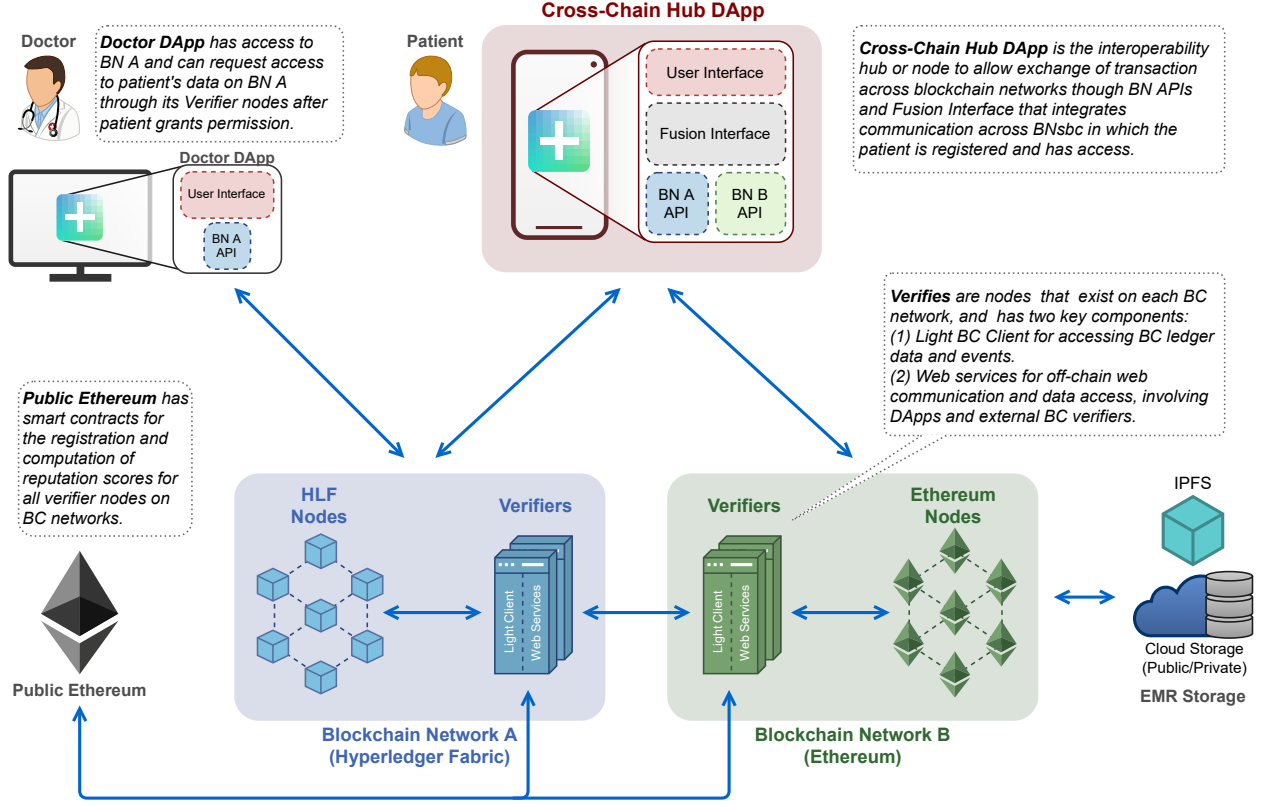 Cross-Chain Hub DApp
Doctor
Doctor DApp has access to
BN A and can request access
to patient's data on BN A
through its Verifier nodes after
patient grants permission.
Patient
User Interface
Fusion Interface
BN A
API
BN B
API
Cross-Chain Hub DApp is the interoperability
hub or node to allow exchange of transaction
across blockchain networks though BN APIs
and Fusion Interface that integrates
communication across BNsbc in which the
patient is registered and has access.
Doctor DApp
User Interface
BN A
API
Verifies are nodes that exist on each BC
network, and has two key components:
(1) Light BC Client for accessing BC ledger
data and events.
(2) Web services for off-chain web
communication and data access, involving
DApps and external BC verifiers.
Public Ethereum has
smart contracts for
the registration and
computation of
reputation scores for
all verifier nodes on
BC networks.
Public Ethereum
HLF
Nodes
Verifiers
Light Client
Web Services
Blockchain Network A
(Hyperledger Fabric)
Verifiers
Light Client
Web Services
Ethereum
Nodes
Blockchain Network B
(Ethereum)
IPFS
Cloud Storage
(Public/Private)
EMR Storage